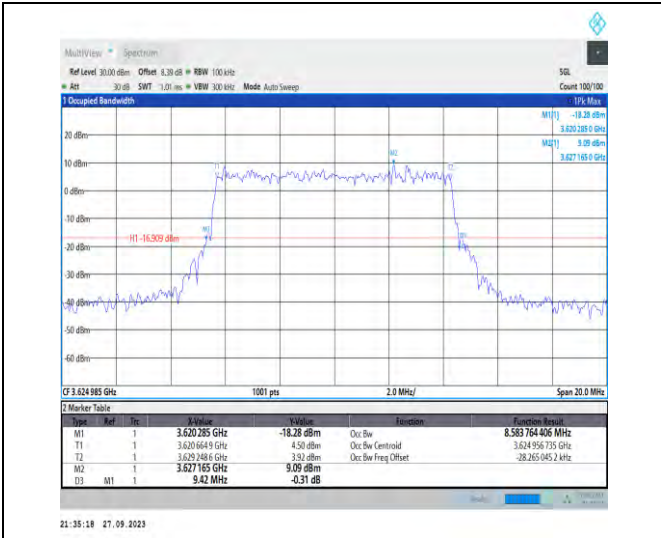 MultiView Spectrum
Ref Level 30.00 dBm Offset 8.39 dB RBW 100 kHz SGL
Att 30 dB SWT 1.01 ms VBW 300 kHz Mode Auto Sweep Count 100/100
1 Occupied Bandwidth 1Pk Max
M1[1] -18.28 dBm
3.620 285 0 GHz
20 dBm M2[1] 9.09 dBm
3.627 165 0 GHz
M2
10 dBm
T1 T2
0 dBm
-10 dBm
M1
H1 -16.909 dBm
-20 dBm
-30 dBm
-40 dBm
-50 dBm
-60 dBm
CF 3.624 985 GHz 1001 pts 2.0 MHz/ Span 20.0 MHz
2 Marker Table
Type Ref Trc X-Value Y-Value Function Function Result
M1 1 3.620 285 GHz -18.28 dBm Occ Bw 8.583 764 406 MHz
T1 1 3.620 664 9 GHz 4.50 dBm Occ Bw Centroid 3.624 956 735 GHz
T2 1 3.629 248 6 GHz 3.92 dBm Occ Bw Freq Offset -28.265 045 2 kHz
M2 1 3.627 165 GHz 9.09 dBm
D3 M1 1 9.42 MHz -0.31 dB
21:35:18 27.09.2023